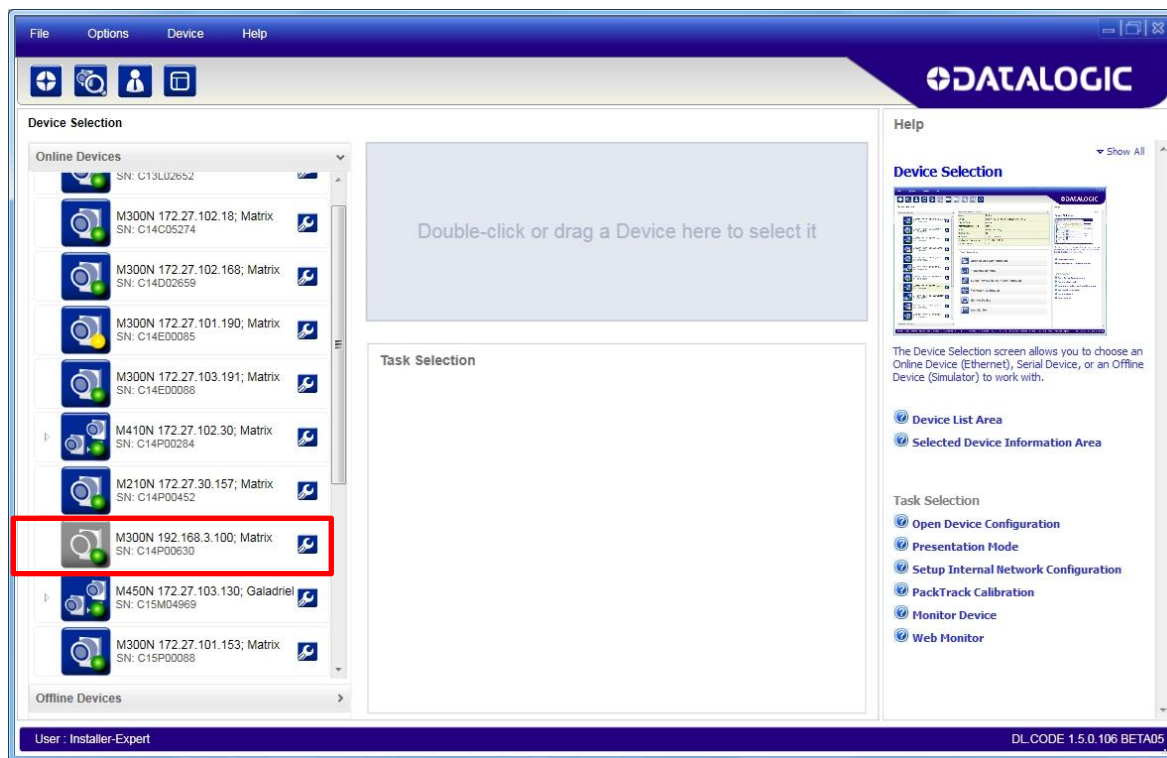 File Options Device Help
DATALOGIC
Device Selection
Online Devices
SN: C13L02652
M300N 172.27.102.18; Matrix
SN: C14C05274
M300N 172.27.102.168; Matrix
SN: C14D02659
M300N 172.27.101.190; Matrix
SN: C14E00085
M300N 172.27.103.191; Matrix
SN: C14E00088
M410N 172.27.102.30; Matrix
SN: C14P00284
M210N 172.27.30.157; Matrix
SN: C14P00452
M300N 192.168.3.100; Matrix
SN: C14P00630
M450N 172.27.103.130; Galadriel
SN: C15M04969
M300N 172.27.101.153; Matrix
SN: C15P00088
Offline Devices
Double-click or drag a Device here to select it
Task Selection
Help
Show All
Device Selection
DATALOGIC
The Device Selection screen allows you to choose an
Online Device (Ethernet), Serial Device, or an Offline
Device (Simulator) to work with.
Device List Area
Selected Device Information Area
Task Selection
Open Device Configuration
Presentation Mode
Setup Internal Network Configuration
PackTrack Calibration
Monitor Device
Web Monitor
User : Installer-Expert
DL.CODE 1.5.0.106 BETA05